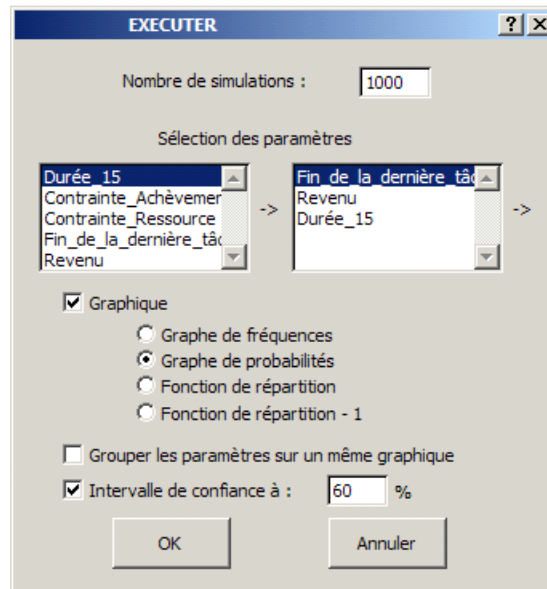 EXECUTER
Nombre de simulations : 1000
Sélection des paramètres
Durée_15
Contrainte_Achèvemer
Contrainte_Ressource
Fin_de_la_dernière_tâc
Revenu
->
Fin_de_la_dernière_tâc
Revenu
Durée_15
->
Graphique
Graphe de fréquences
Graphe de probabilités
Fonction de répartition
Fonction de répartition - 1
Grouper les paramètres sur un même graphique
Intervalle de confiance à : 60 %
OK Annuler